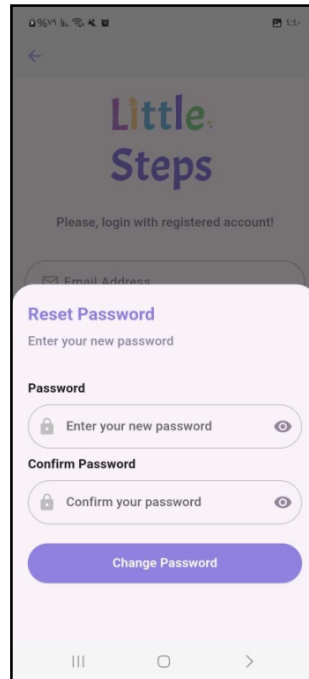 Little
Steps
Please, login with registered account!
Email Address
Reset Password
Enter your new password
Password
Enter your new password
Confirm Password
Confirm your password
Change Password